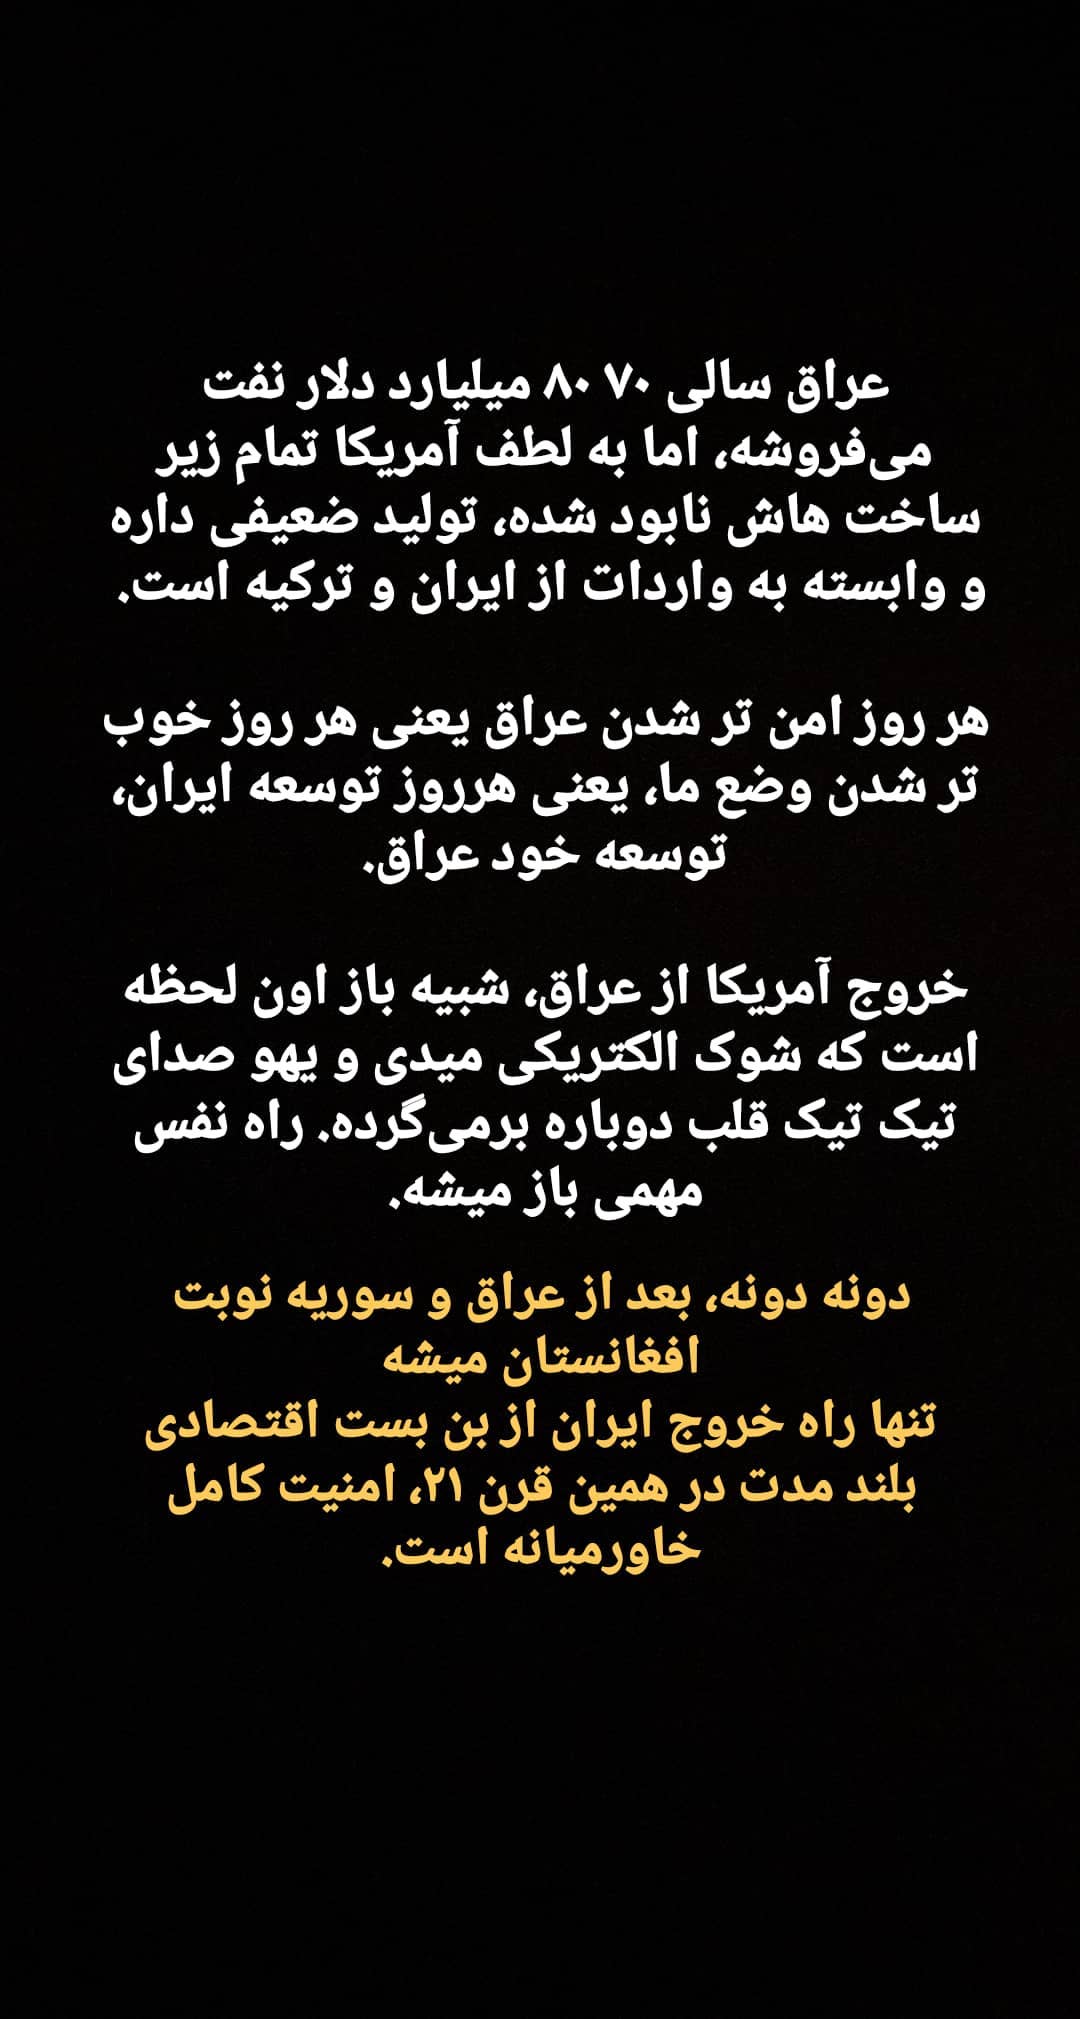 عراق سالی ۷۰ ۸۰ میلیارد دلار نفت
می‌فروشه، اما به لطف آمریکا تمام زیر
ساخت هاش نابود شده، تولید ضعیفی داره
و وابسته به واردات از ایران و ترکیه است.
هر روز امن تر شدن عراق یعنی هر روز خوب
تر شدن وضع ما، یعنی هرروز توسعه ایران،
توسعه خود عراق.
خروج آمریکا از عراق، شبیه باز اون لحظه
است که شوک الکتریکی میدی و یهو صدای
تیک تیک قلب دوباره برمی‌گرده. راه نفس
مهمی باز میشه.
دونه دونه، بعد از عراق و سوریه نوبت
افغانستان میشه
تنها راه خروج ایران از بن بست اقتصادی
بلند مدت در همین قرن ۲۱، امنیت کامل
خاورمیانه است.